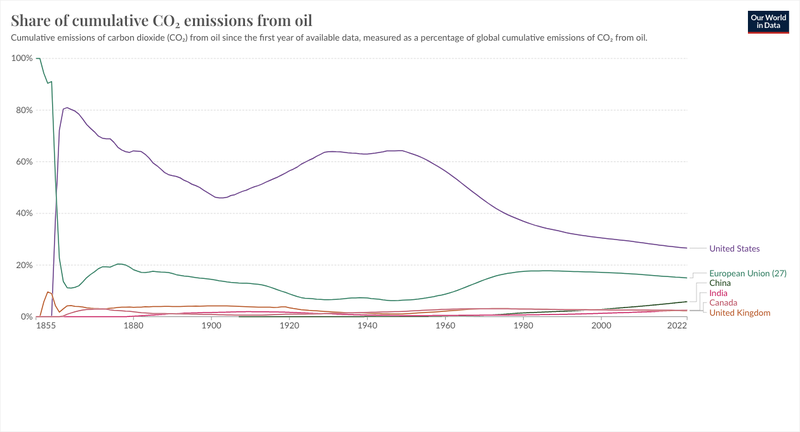 Share of cumulative CO₂ emissions from oil
Our World
in Data
Cumulative emissions of carbon dioxide (CO₂) from oil since the first year of available data, measured as a percentage of global cumulative emissions of CO₂ from oil.
100%
80%
60%
40%
20%
0%
United States
European Union (27)
China
India
Canada
United Kingdom
1855
1880
1900
1920
1940
1960
1980
2000
2022